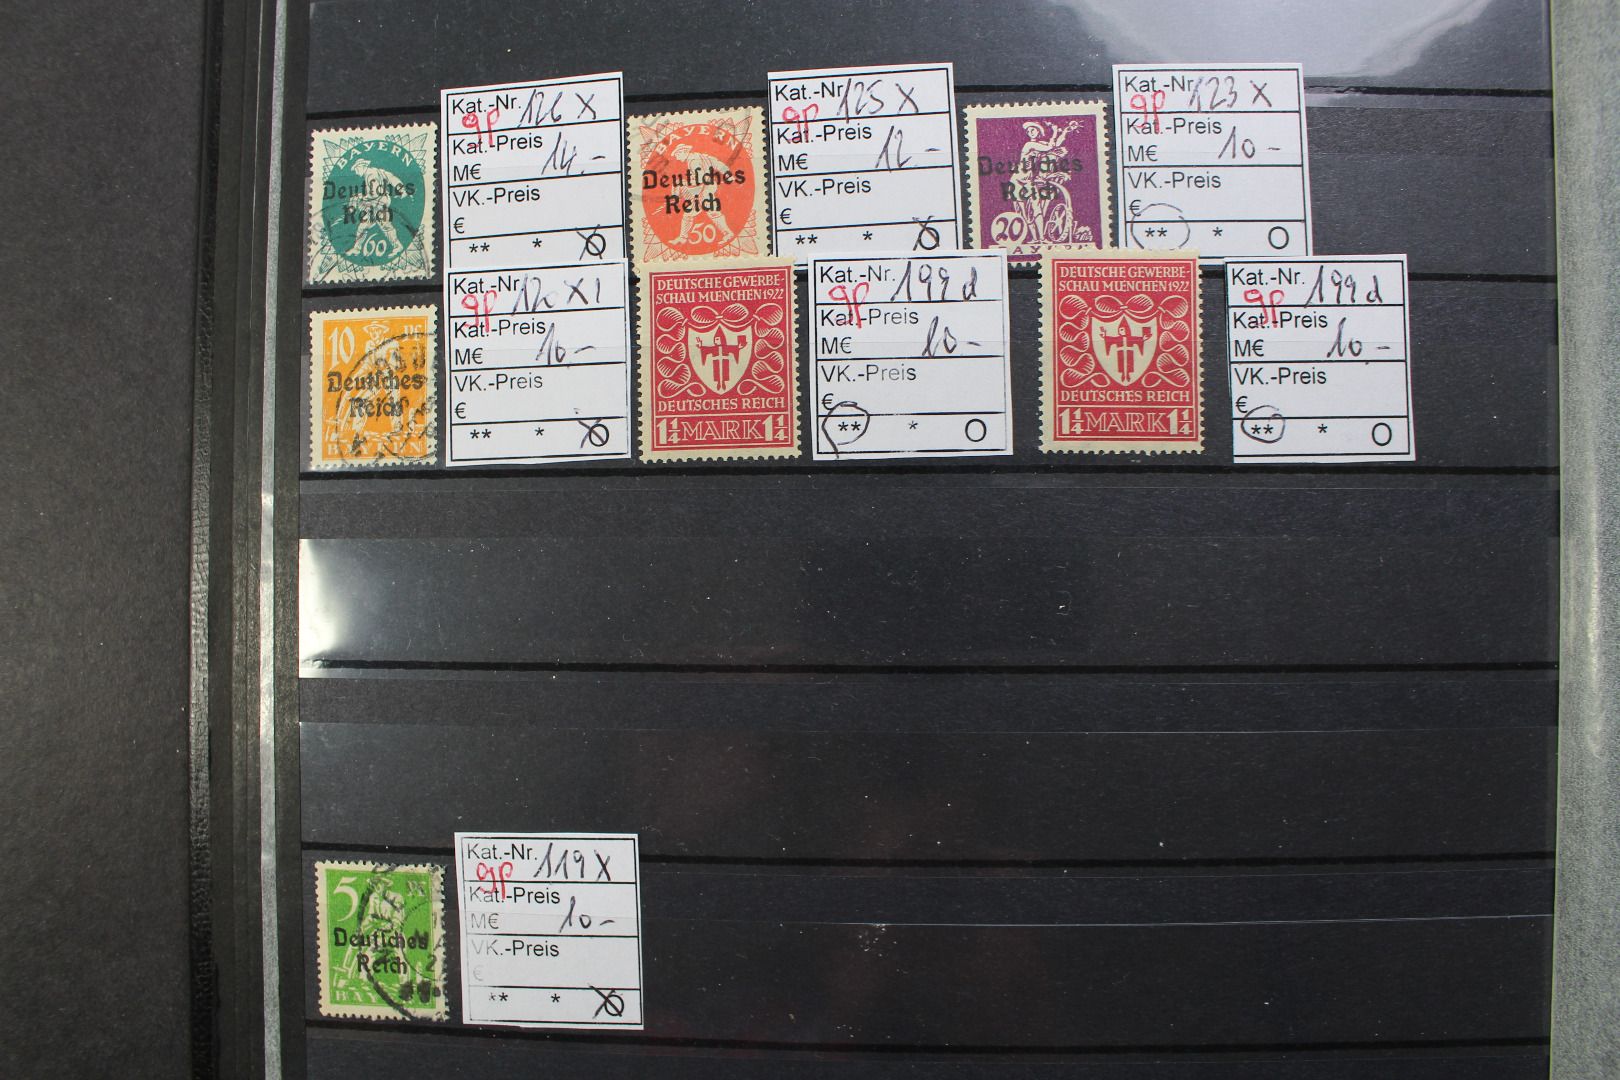 BAYERN
Deutsches
Reich
60
Kat.-Nr. 126 X
gp
Kat.-Preis
M€ 14.-
VK.-Preis
€
** * O
BAYERN
Deutsches
Reich
50
Kat.-Nr. 125 X
gp
Kat.-Preis
M€ 12-
VK.-Preis
€
** * O
Deutsches
Reich
20
BAYERN
Kat.-Nr. 123 X
gp
Kat.-Preis
M€ 10-
VK.-Preis
€
** * O
10 PF
Deutsches
Reich
BAYERN
Kat.-Nr. 120 X I
gp
Kat.-Preis
M€ 10-
VK.-Preis
€
** * O
DEUTSCHE GEWERBE-
SCHAU MUENCHEN 1922
DEUTSCHES REICH
1¼ MARK 1¼
Kat.-Nr. 199 d
gp
Kat.-Preis
M€ 10-
VK.-Preis
€
** * O
DEUTSCHE GEWERBE-
SCHAU MUENCHEN 1922
DEUTSCHES REICH
1¼ MARK 1¼
Kat.-Nr. 199 d
gp
Kat.-Preis
M€ 10-
VK.-Preis
€
** * O
5
Deutsches
Reich
BAYERN
Kat.-Nr. 119 X
gp
Kat.-Preis
M€ 10-
VK.-Preis
€
** * O